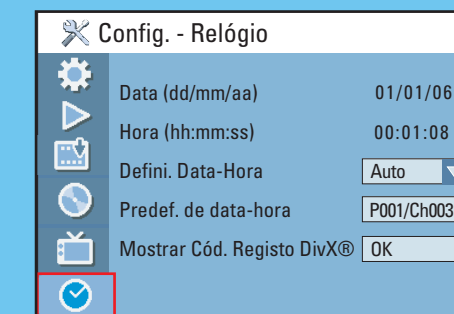 Config. - Relógio
Data (dd/mm/aa) 01/01/06
Hora (hh:mm:ss) 00:01:08
Defini. Data-Hora Auto
Predef. de data-hora P001/Ch003
Mostrar Cód. Registo DivX® OK